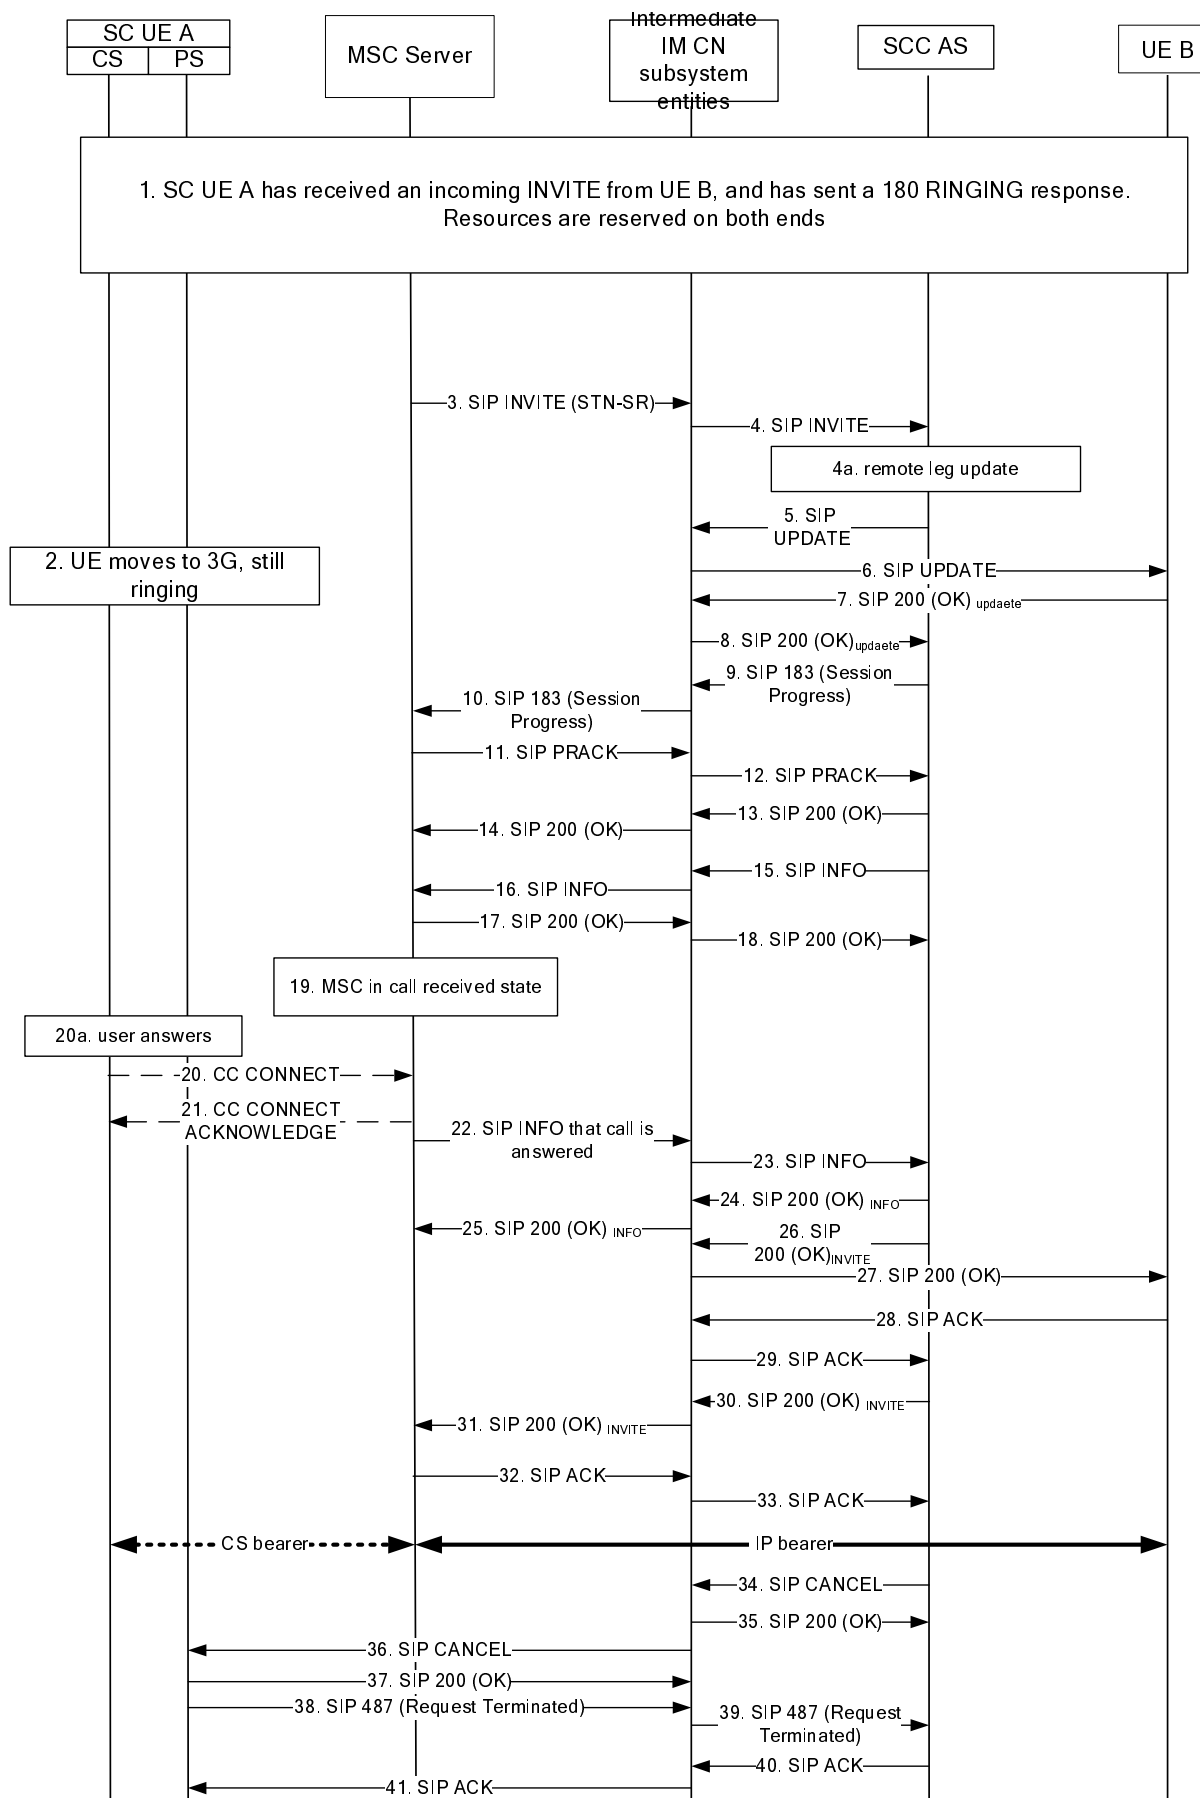 SC UE A
CS PS
MSC Server
Intermediate
IM CN
subsystem
entities
SCC AS
UE B
1. SC UE A has received an incoming INVITE from UE B, and has sent a 180 RINGING response.
Resources are reserved on both ends
3. SIP INVITE (STN-SR)
4. SIP INVITE
4a. remote leg update
5. SIP
UPDATE
2. UE moves to 3G, still
ringing
6. SIP UPDATE
7. SIP 200 (OK) updaete
8. SIP 200 (OK)updaete
9. SIP 183 (Session
Progress)
10. SIP 183 (Session
Progress)
11. SIP PRACK
12. SIP PRACK
13. SIP 200 (OK)
14. SIP 200 (OK)
15. SIP INFO
16. SIP INFO
17. SIP 200 (OK)
18. SIP 200 (OK)
19. MSC in call received state
20a. user answers
20. CC CONNECT
21. CC CONNECT
ACKNOWLEDGE
22. SIP INFO that call is
answered
23. SIP INFO
24. SIP 200 (OK) INFO
25. SIP 200 (OK) INFO
26. SIP
200 (OK)INVITE
27. SIP 200 (OK)
28. SIP ACK
29. SIP ACK
30. SIP 200 (OK) INVITE
31. SIP 200 (OK) INVITE
32. SIP ACK
33. SIP ACK
CS bearer
IP bearer
34. SIP CANCEL
35. SIP 200 (OK)
36. SIP CANCEL
37. SIP 200 (OK)
38. SIP 487 (Request Terminated)
39. SIP 487 (Request
Terminated)
40. SIP ACK
41. SIP ACK